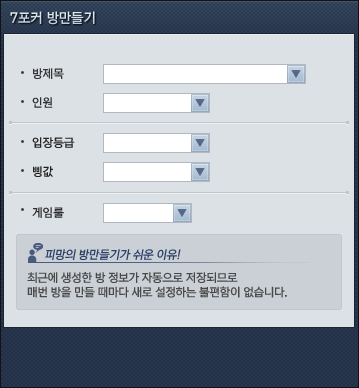 7포커 방만들기
· 방제목
· 인원
· 입장등급
· 삥값
· 게임룰
피망의 방만들기가 쉬운 이유!
최근에 생성한 방 정보가 자동으로 저장되므로
매번 방을 만들 때마다 새로 설정하는 불편함이 없습니다.